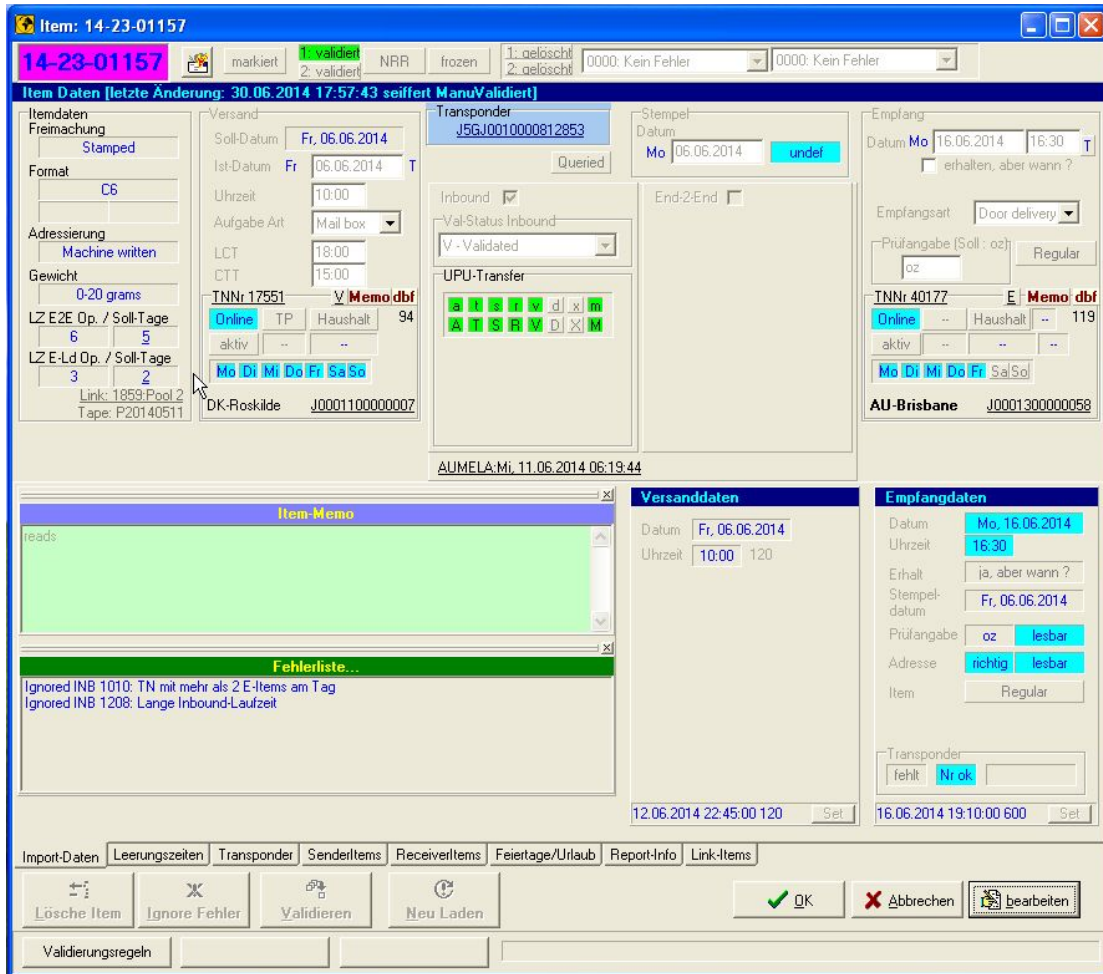 Item: 14-23-01157
14-23-01157
markiert
1: validiert
2: validiert
NRR
frozen
1: gelöscht
2: gelöscht
0000: Kein Fehler
0000: Kein Fehler
Item Daten [letzte Änderung: 30.06.2014 17:57:43 seiffert ManuValidiert]
Itemdaten
Freimachung
Stamped
Format
C6
Adressierung
Machine written
Gewicht
0-20 grams
LZ E2E Op. / Soll-Tage
6 5
LZ E-Ld Op. / Soll-Tage
3 2
Link: 1859:Pool 2
Tape: P20140511
Versand
Soll-Datum Fr, 06.06.2014
Ist-Datum Fr 06.06.2014 T
Uhrzeit 10:00
Aufgabe Art Mail box
LCT 18:00
CTT 15:00
TNNr 17551 V Memo dbf
Online TP Haushalt 94
aktiv -- --
Mo Di Mi Do Fr Sa So
DK-Roskilde J0001100000007
Transponder
J5GJ0010000812853
Queried
Inbound
Val-Status Inbound
V - Validated
UPU-Transfer
a t s r v d x m
A T S R V D X M
AUMELA:Mi, 11.06.2014 06:19:44
Stempel
Datum
Mo 06.06.2014 undef
End-2-End
Empfang
Datum Mo 16.06.2014 16:30 T
erhalten, aber wann ?
Empfangsart Door delivery
Prüfangabe (Soll : oz)
oz
Regular
TNNr 40177 E Memo dbf
Online -- Haushalt -- 119
aktiv -- -- --
Mo Di Mi Do Fr Sa So
AU-Brisbane J0001300000058
Item-Memo
reads
Fehlerliste...
Ignored INB 1010: TN mit mehr als 2 E-Items am Tag
Ignored INB 1208: Lange Inbound-Laufzeit
Versanddaten
Datum Fr, 06.06.2014
Uhrzeit 10:00 120
12.06.2014 22:45:00 120 Set
Empfangdaten
Datum Mo, 16.06.2014
Uhrzeit 16:30
Erhalt ja, aber wann ?
Stempel-
datum Fr, 06.06.2014
Prüfangabe oz lesbar
Adresse richtig lesbar
Item Regular
Transponder
fehlt Nr ok
16.06.2014 19:10:00 600 Set
Import-Daten Leerungszeiten Transponder SenderItems ReceiverItems Feiertage/Urlaub Report-Info Link-Items
Lösche Item Ignore Fehler Validieren Neu Laden
OK Abbrechen bearbeiten
Validierungsregeln